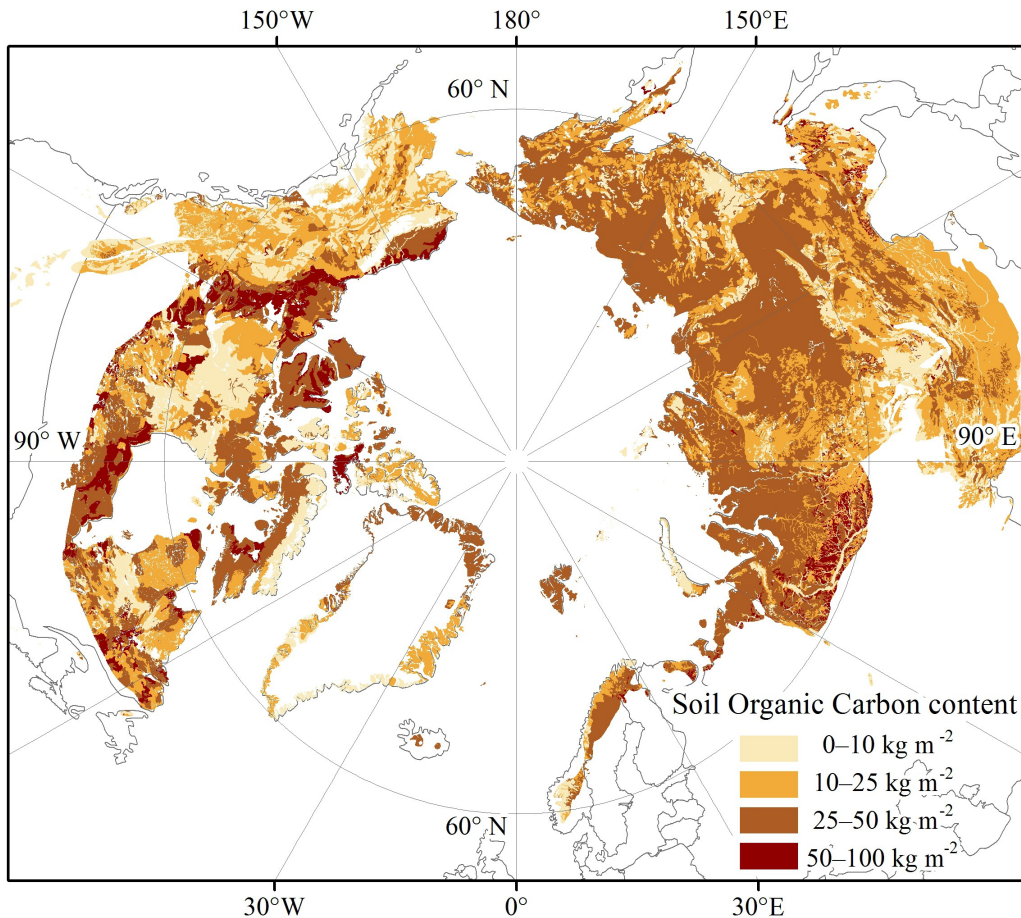 150°W 180° 150°E
60° N
90° W
90° E
Soil Organic Carbon content
0–10 kg m⁻²
10–25 kg m⁻²
25–50 kg m⁻²
50–100 kg m⁻²
60° N
30°W 0° 30°E